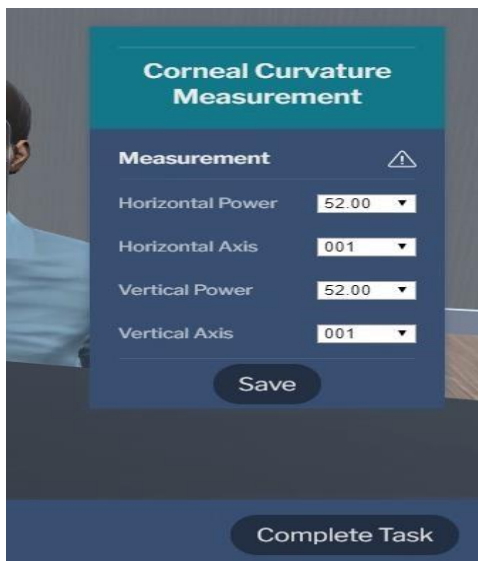 Corneal Curvature
Measurement
Measurement
Horizontal Power 52.00
Horizontal Axis 001
Vertical Power 52.00
Vertical Axis 001
Save
Complete Task